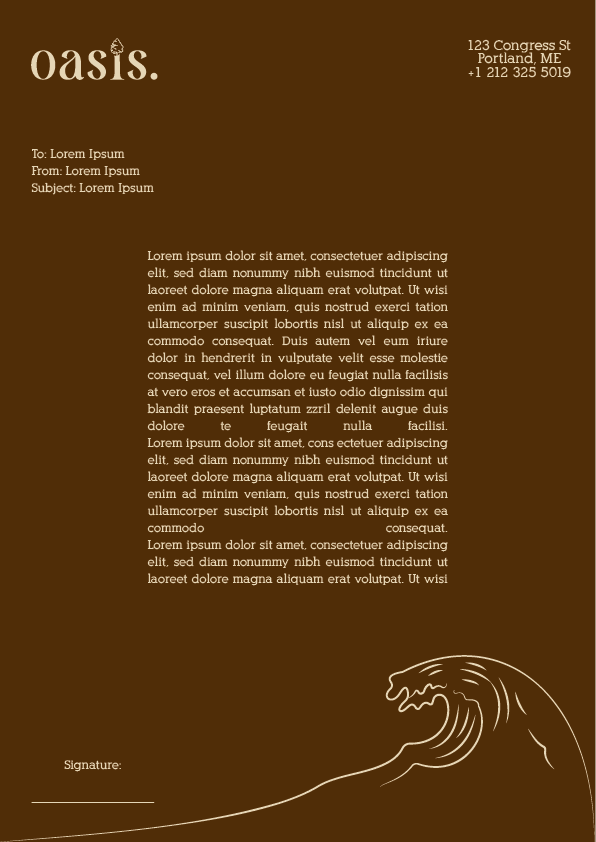 oasis.
123 Congress St
Portland, ME
+1 212 325 5019
To: Lorem Ipsum
From: Lorem Ipsum
Subject: Lorem Ipsum
Lorem ipsum dolor sit amet, consectetuer adipiscing
elit, sed diam nonummy nibh euismod tincidunt ut
laoreet dolore magna aliquam erat volutpat. Ut wisi
enim ad minim veniam, quis nostrud exerci tation
ullamcorper suscipit lobortis nisl ut aliquip ex ea
commodo consequat. Duis autem vel eum iriure
dolor in hendrerit in vulputate velit esse molestie
consequat, vel illum dolore eu feugiat nulla facilisis
at vero eros et accumsan et iusto odio dignissim qui
blandit praesent luptatum zzril delenit augue duis
dolore te feugait nulla facilisi.
Lorem ipsum dolor sit amet, cons ectetuer adipiscing
elit, sed diam nonummy nibh euismod tincidunt ut
laoreet dolore magna aliquam erat volutpat. Ut wisi
enim ad minim veniam, quis nostrud exerci tation
ullamcorper suscipit lobortis nisl ut aliquip ex ea
commodo consequat.
Lorem ipsum dolor sit amet, consectetuer adipiscing
elit, sed diam nonummy nibh euismod tincidunt ut
laoreet dolore magna aliquam erat volutpat. Ut wisi
Signature: